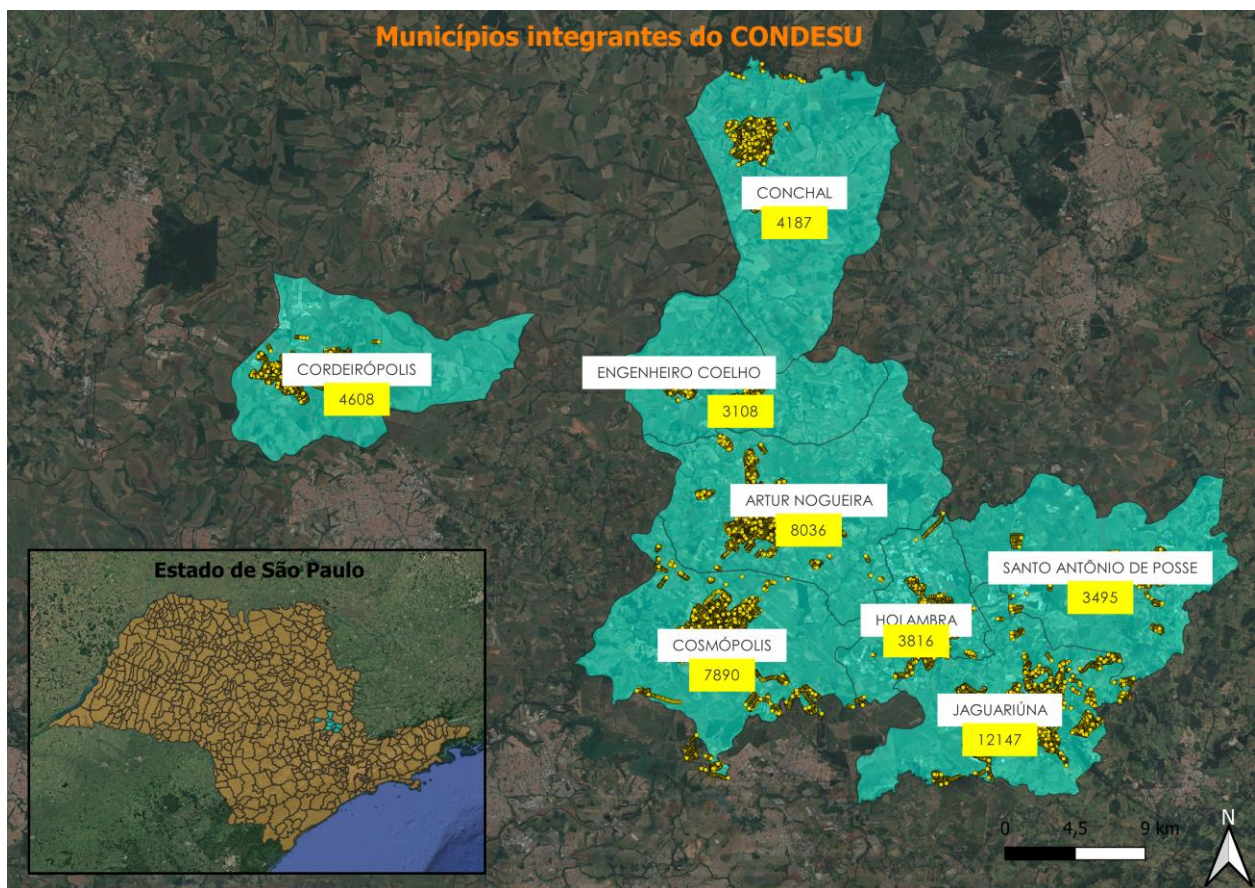 Municípios integrantes do CONDESU
CONCHAL
4187
CORDEIRÓPOLIS
4608
ENGENHEIRO COELHO
3108
ARTUR NOGUEIRA
8036
SANTO ANTÔNIO DE POSSE
3495
HOLAMBRA
3816
COSMÓPOLIS
7890
JAGUARIÚNA
12147
Estado de São Paulo
0 4,5 9 km
N